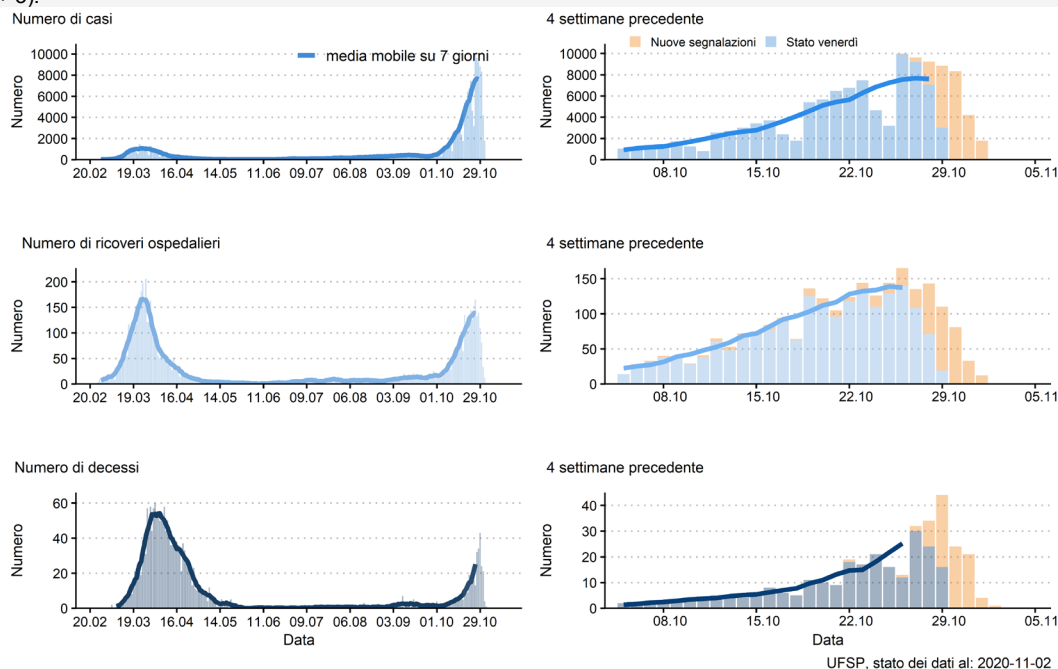 Numero di casi
4 settimane precedente
media mobile su 7 giorni
Nuove segnalazioni Stato venerdì
Numero
10000
8000
6000
4000
2000
0
20.02 19.03 16.04 14.05 11.06 09.07 06.08 03.09 01.10 29.10
Numero
10000
8000
6000
4000
2000
0
08.10 15.10 22.10 29.10 05.11
Numero di ricoveri ospedalieri
4 settimane precedente
Numero
200
150
100
50
0
20.02 19.03 16.04 14.05 11.06 09.07 06.08 03.09 01.10 29.10
Numero
150
100
50
0
08.10 15.10 22.10 29.10 05.11
Numero di decessi
4 settimane precedente
Numero
60
40
20
0
20.02 19.03 16.04 14.05 11.06 09.07 06.08 03.09 01.10 29.10
Data
Numero
40
30
20
10
0
08.10 15.10 22.10 29.10 05.11
Data
UFSP, stato dei dati al: 2020-11-02